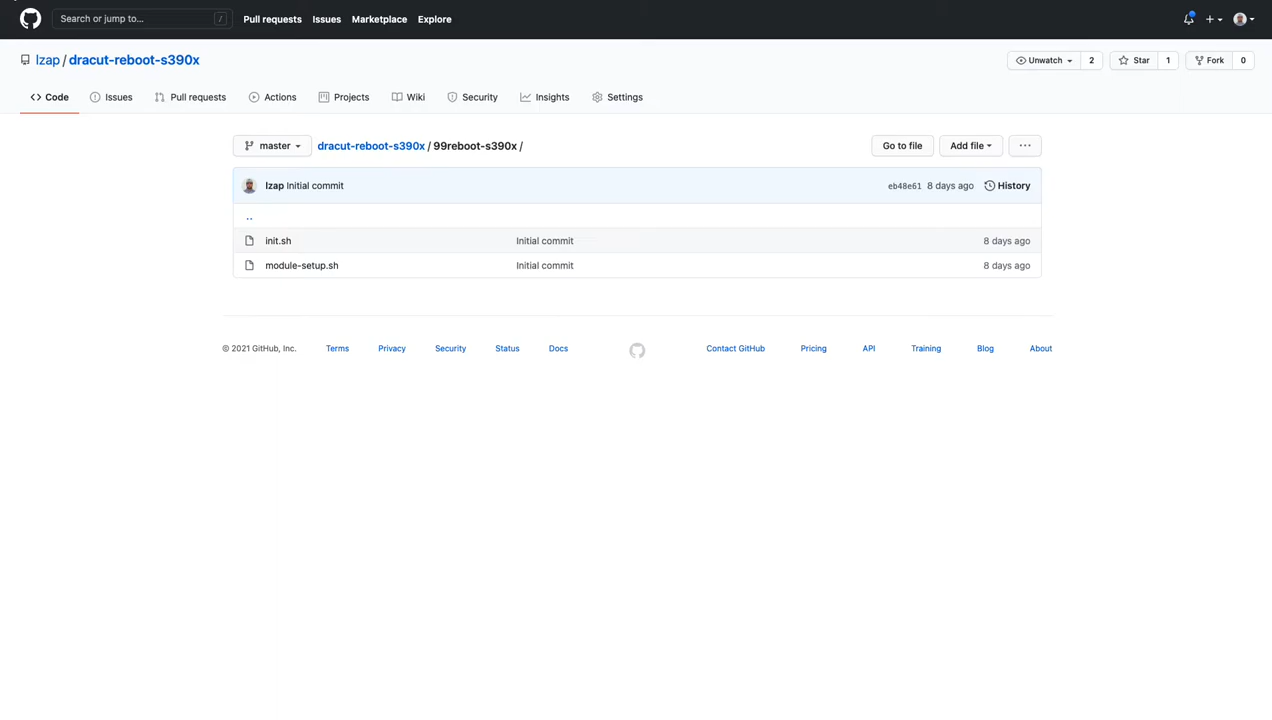 Search or jump to... /
Pull requests Issues Marketplace Explore
lzap / dracut-reboot-s390x
Unwatch 2 Star 1 Fork 0
Code Issues Pull requests Actions Projects Wiki Security Insights Settings
master dracut-reboot-s390x / 99reboot-s390x / Go to file Add file ...
lzap Initial commit eb48e61 8 days ago History
..
init.sh Initial commit 8 days ago
module-setup.sh Initial commit 8 days ago
© 2021 GitHub, Inc. Terms Privacy Security Status Docs Contact GitHub Pricing API Training Blog About